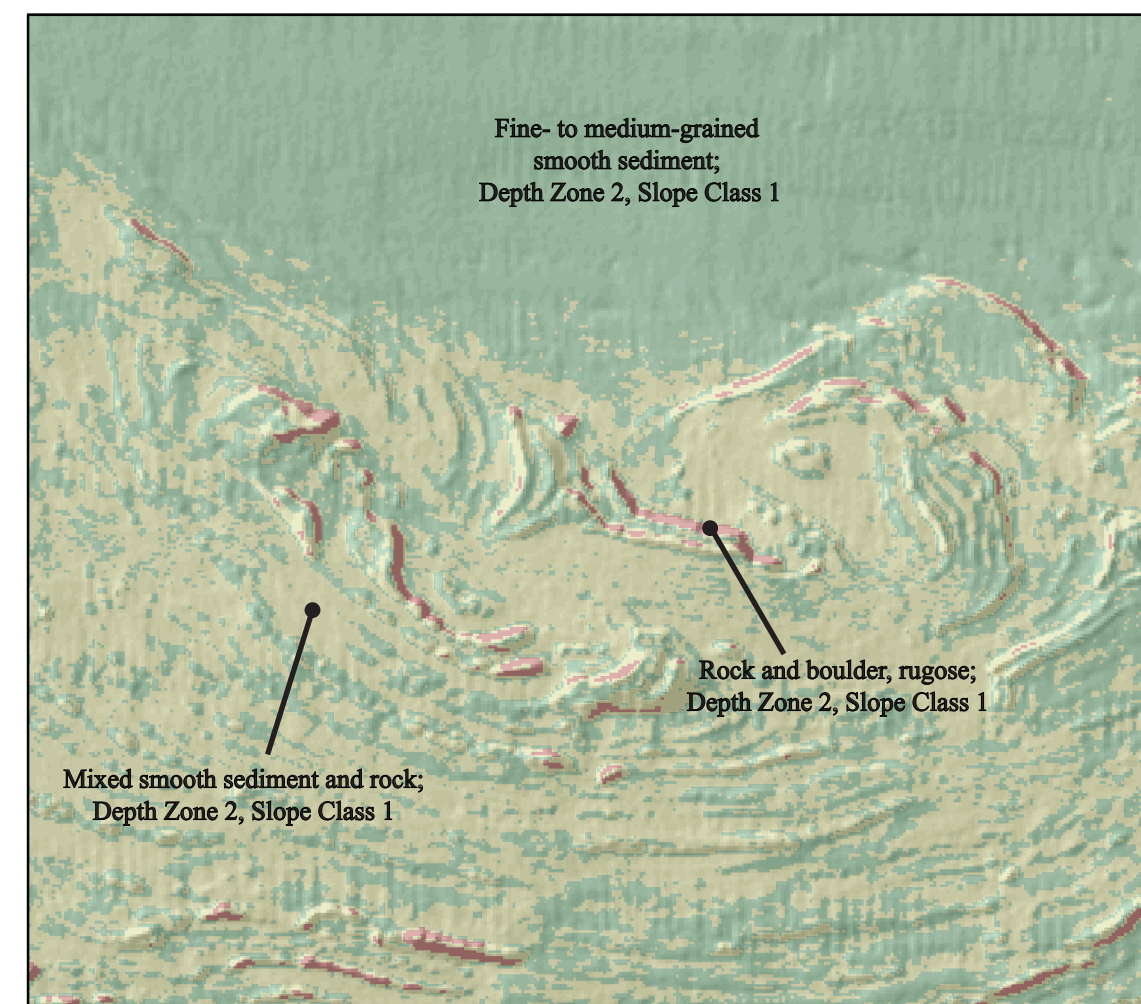 Fine- to medium-grained
smooth sediment;
Depth Zone 2, Slope Class 1
Rock and boulder, rugose;
Depth Zone 2, Slope Class 1
Mixed smooth sediment and rock;
Depth Zone 2, Slope Class 1